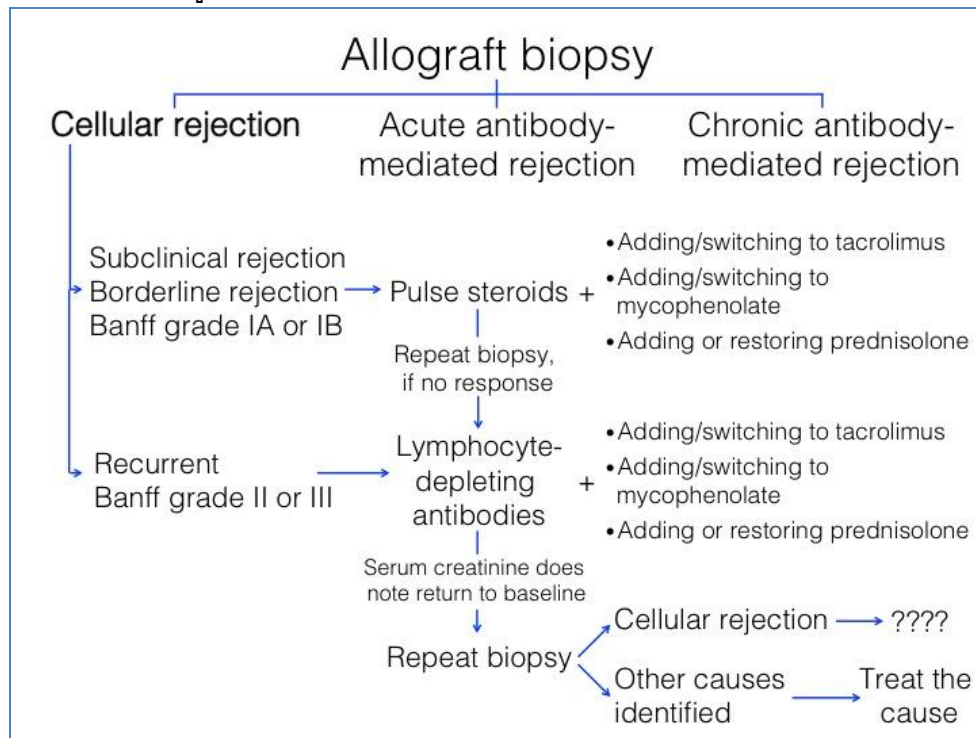 Allograft biopsy
Cellular rejection
Acute antibody-
mediated rejection
Chronic antibody-
mediated rejection
Subclinical rejection
Borderline rejection
Banff grade IA or IB
Pulse steroids +
•Adding/switching to tacrolimus
•Adding/switching to
mycophenolate
•Adding or restoring prednisolone
Repeat biopsy,
if no response
Recurrent
Banff grade II or III
Lymphocyte-
depleting
antibodies
+
•Adding/switching to tacrolimus
•Adding/switching to
mycophenolate
•Adding or restoring prednisolone
Serum creatinine does
note return to baseline
Repeat biopsy
Cellular rejection
????
Other causes
identified
Treat the
cause